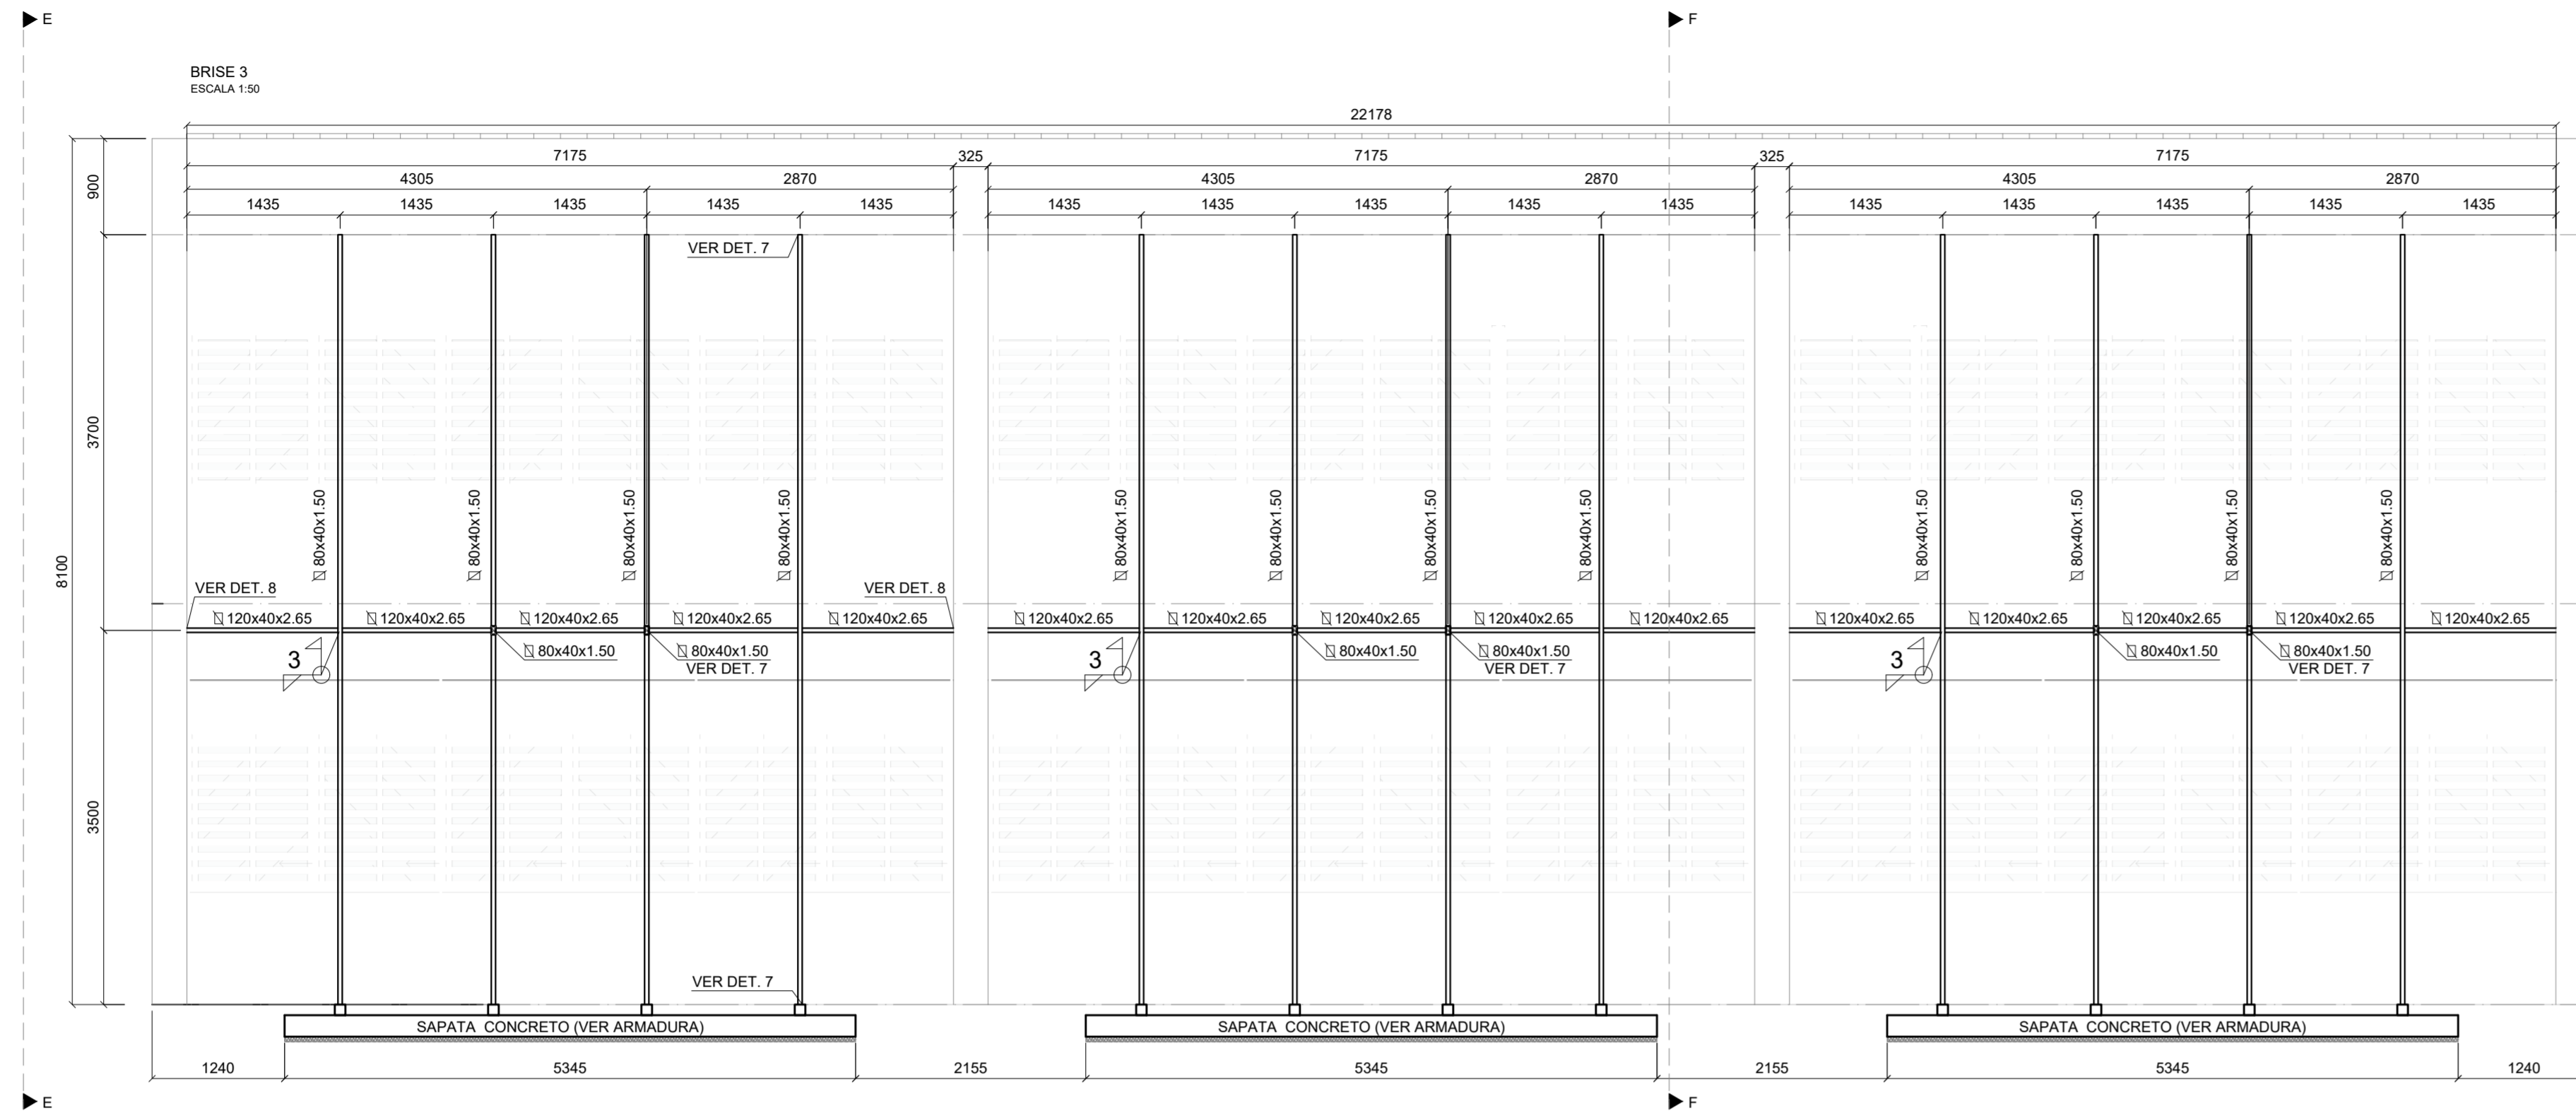 E
F
BRISE 3
ESCALA 1:50
22178
7175 325 7175 325 7175
4305 2870 4305 2870 4305 2870
1435 1435 1435 1435 1435 1435 1435 1435 1435 1435 1435 1435 1435 1435 1435
900
VER DET. 7
3700
8100
80x40x1.50 80x40x1.50 80x40x1.50 80x40x1.50 80x40x1.50 80x40x1.50 80x40x1.50 80x40x1.50 80x40x1.50 80x40x1.50 80x40x1.50 80x40x1.50
VER DET. 8 VER DET. 8
120x40x2.65 120x40x2.65 120x40x2.65 120x40x2.65 120x40x2.65 120x40x2.65 120x40x2.65 120x40x2.65 120x40x2.65 120x40x2.65 120x40x2.65 120x40x2.65 120x40x2.65 120x40x2.65 120x40x2.65
3 80x40x1.50 80x40x1.50 3 80x40x1.50 80x40x1.50 3 80x40x1.50 80x40x1.50
VER DET. 7 VER DET. 7 VER DET. 7
3500
VER DET. 7
SAPATA CONCRETO (VER ARMADURA) SAPATA CONCRETO (VER ARMADURA) SAPATA CONCRETO (VER ARMADURA)
1240 5345 2155 5345 2155 5345 1240
E
F